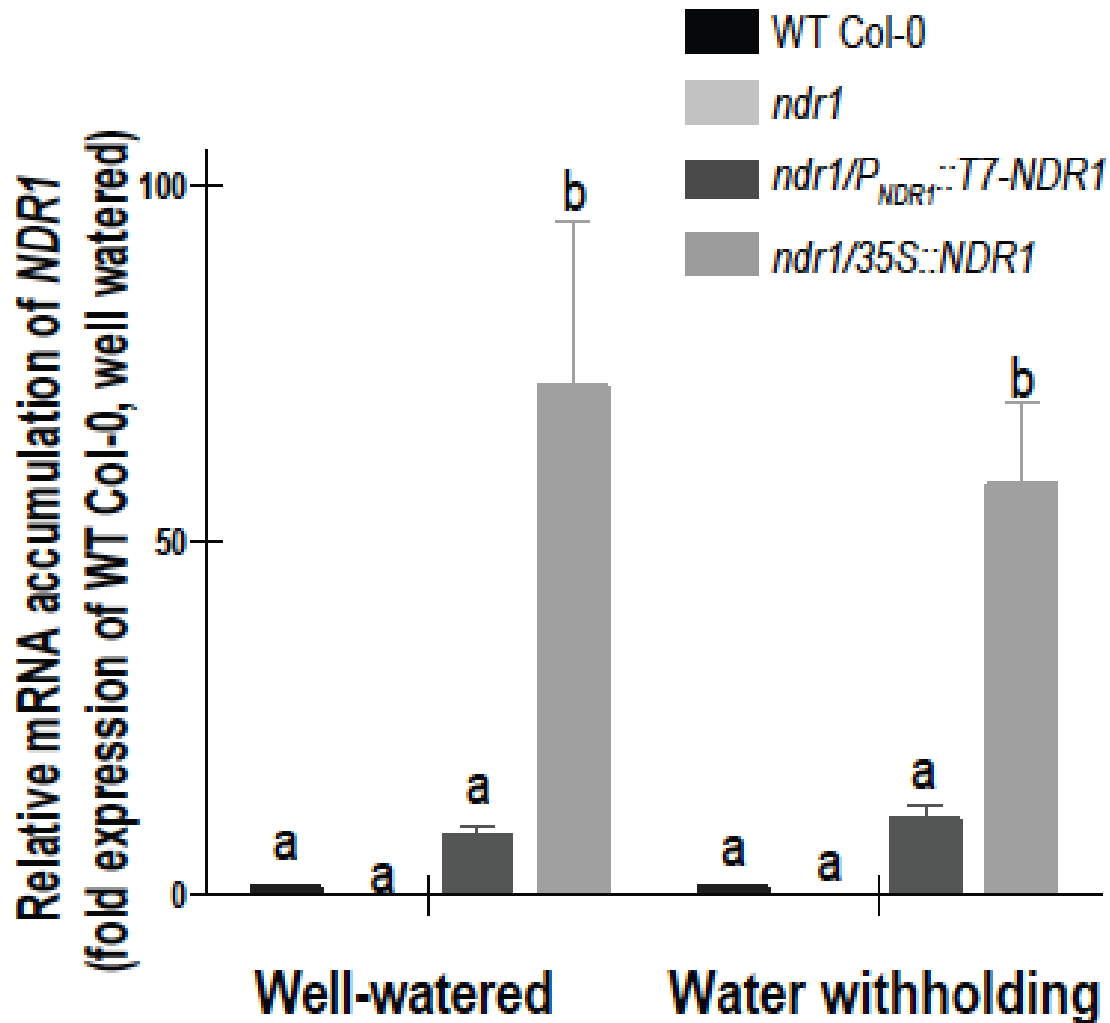 WT Col-0
ndr1
ndr1/PNDR1::T7-NDR1
ndr1/35S::NDR1
Relative mRNA accumulation of NDR1
(fold expression of WT Col-0, well watered)
100
50
0
a
a
a
b
a
a
a
b
Well-watered
Water withholding